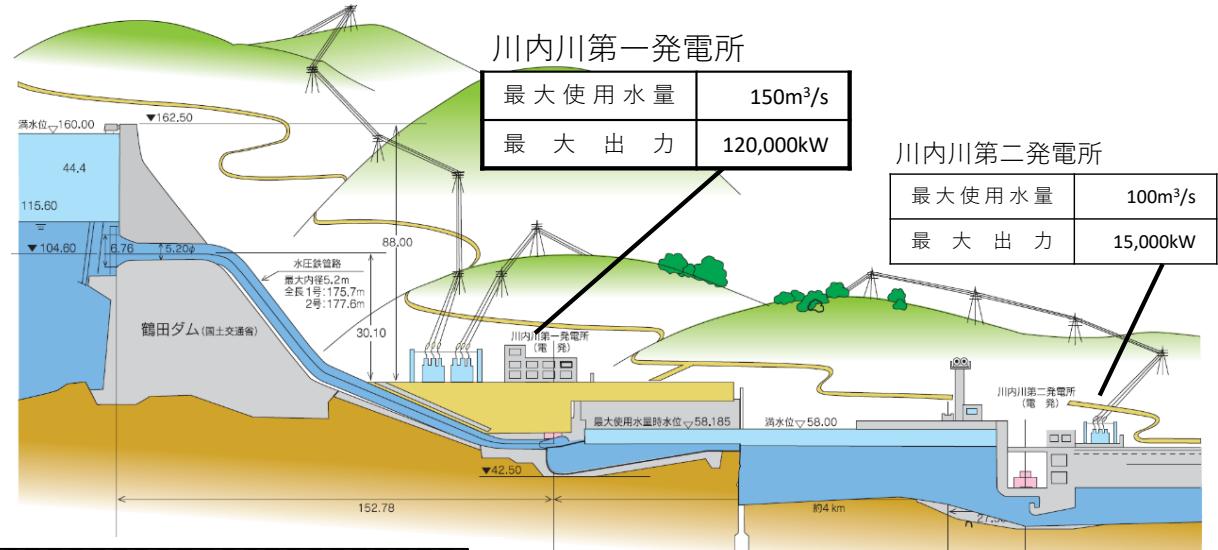 川内川第一発電所
最大使用水量 150m³/s
最大出力 120,000kW
川内川第二発電所
最大使用水量 100m³/s
最大出力 15,000kW
満水位▽160.00
▼162.50
44.4
115.60
▼104.60
6.76
5.20φ
88.00
水圧鉄管路
最大内径5.2m
全長1号:175.7m
2号:177.6m
30.10
鶴田ダム(国土交通省)
川内川第一発電所
(電発)
川内川第二発電所
(電発)
最大使用水量時水位▽58.185
満水位▽58.00
▼42.50
152.78
約4km